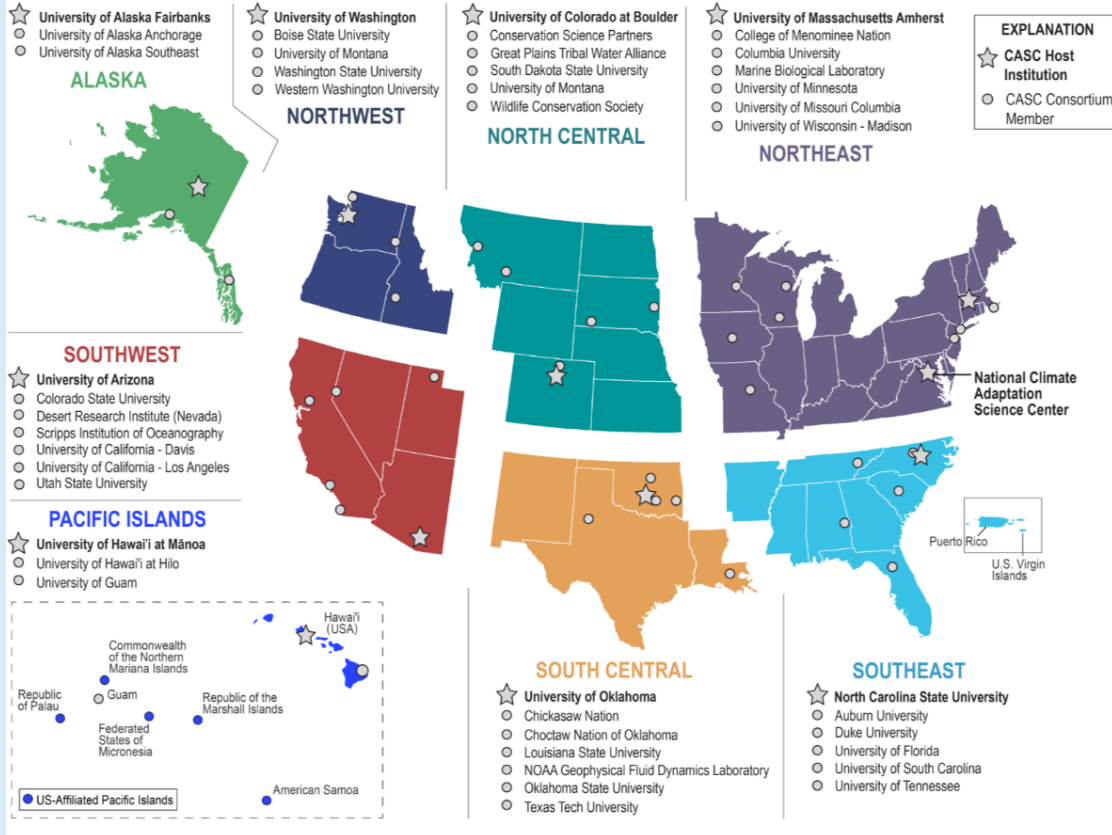 University of Alaska Fairbanks
University of Alaska Anchorage
University of Alaska Southeast
ALASKA
University of Washington
Boise State University
University of Montana
Washington State University
Western Washington University
NORTHWEST
University of Colorado at Boulder
Conservation Science Partners
Great Plains Tribal Water Alliance
South Dakota State University
University of Montana
Wildlife Conservation Society
NORTH CENTRAL
University of Massachusetts Amherst
College of Menominee Nation
Columbia University
Marine Biological Laboratory
University of Minnesota
University of Missouri Columbia
University of Wisconsin - Madison
NORTHEAST
EXPLANATION
CASC Host
Institution
CASC Consortium
Member
National Climate
Adaptation
Science Center
SOUTHWEST
University of Arizona
Colorado State University
Desert Research Institute (Nevada)
Scripps Institution of Oceanography
University of California - Davis
University of California - Los Angeles
Utah State University
PACIFIC ISLANDS
University of Hawai'i at Mānoa
University of Hawai'i at Hilo
University of Guam
Hawai'i
(USA)
Commonwealth
of the Northern
Mariana Islands
Guam
Republic
of Palau
Republic of the
Marshall Islands
Federated
States of
Micronesia
American Samoa
US-Affiliated Pacific Islands
Puerto Rico
U.S. Virgin
Islands
SOUTH CENTRAL
University of Oklahoma
Chickasaw Nation
Choctaw Nation of Oklahoma
Louisiana State University
NOAA Geophysical Fluid Dynamics Laboratory
Oklahoma State University
Texas Tech University
SOUTHEAST
North Carolina State University
Auburn University
Duke University
University of Florida
University of South Carolina
University of Tennessee